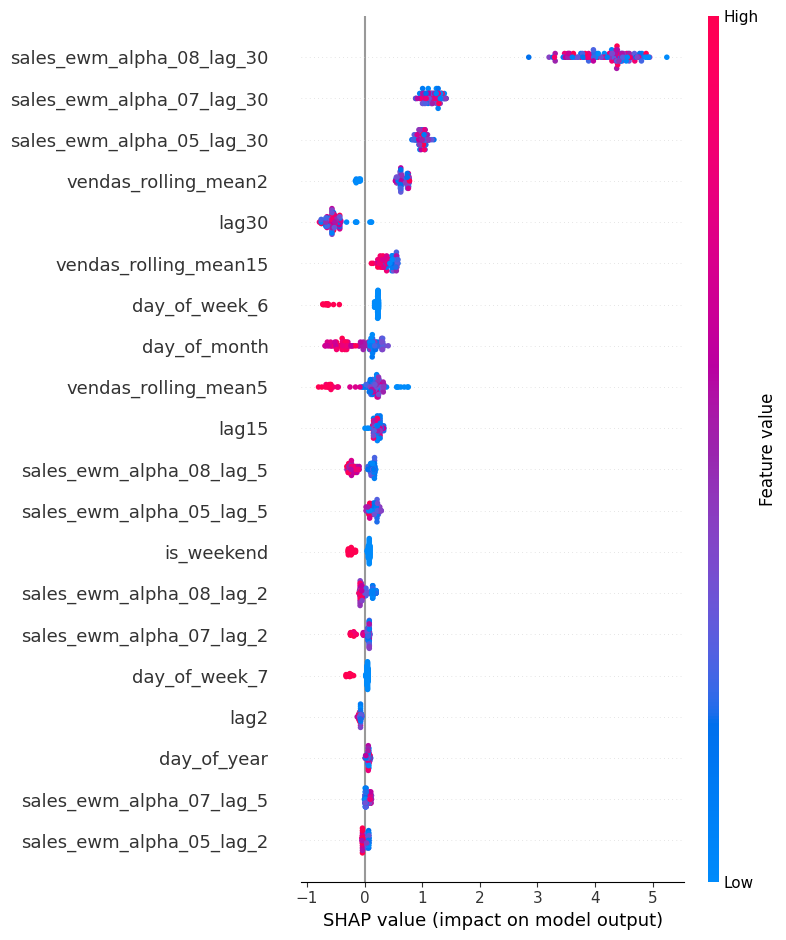 High
sales_ewm_alpha_08_lag_30
sales_ewm_alpha_07_lag_30
sales_ewm_alpha_05_lag_30
vendas_rolling_mean2
lag30
vendas_rolling_mean15
day_of_week_6
day_of_month
vendas_rolling_mean5
lag15
sales_ewm_alpha_08_lag_5
sales_ewm_alpha_05_lag_5
is_weekend
sales_ewm_alpha_08_lag_2
sales_ewm_alpha_07_lag_2
day_of_week_7
lag2
day_of_year
sales_ewm_alpha_07_lag_5
sales_ewm_alpha_05_lag_2
Feature value
Low
−1 0 1 2 3 4 5
SHAP value (impact on model output)